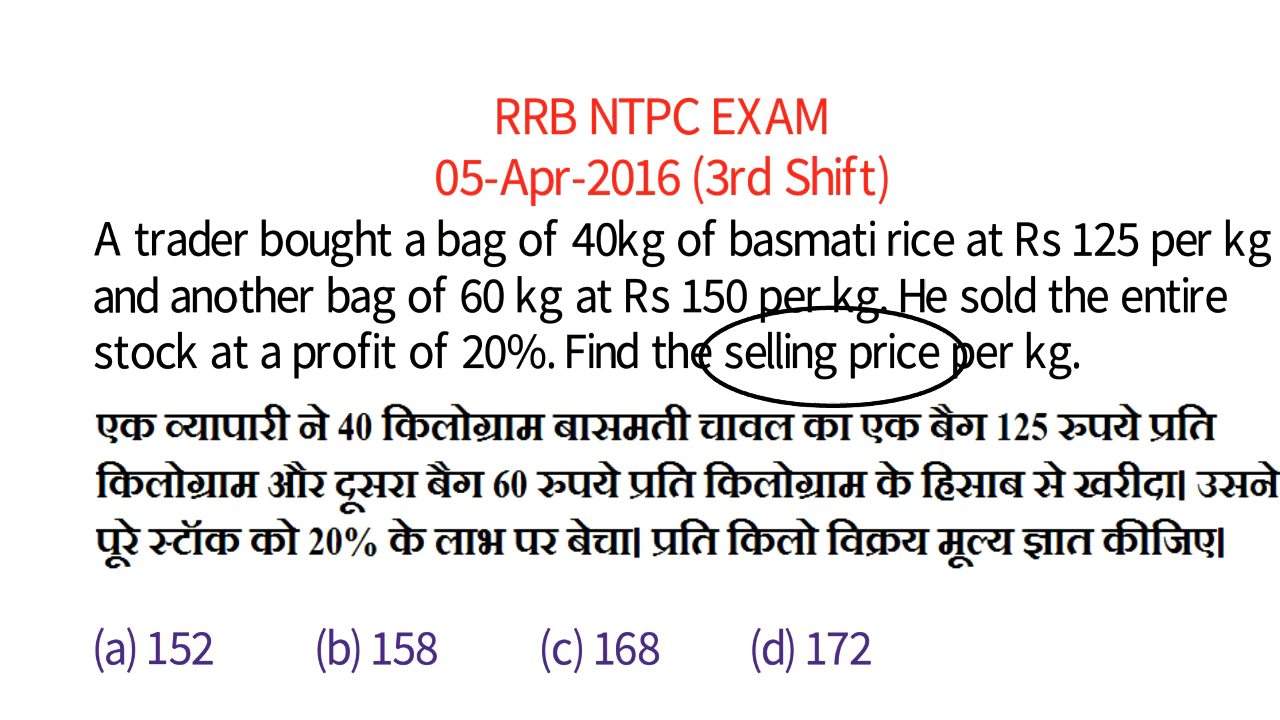 RRB NTPC EXAM
05-Apr-2016 (3rd Shift)
A trader bought a bag of 40kg of basmati rice at Rs 125 per kg
and another bag of 60 kg at Rs 150 per kg. He sold the entire
stock at a profit of 20%. Find the selling price per kg.
एक व्यापारी ने 40 किलोग्राम बासमती चावल का एक बैग 125 रुपये प्रति
किलोग्राम और दूसरा बैग 60 रुपये प्रति किलोग्राम के हिसाब से खरीदा। उसने
पूरे स्टॉक को 20% के लाभ पर बेचा। प्रति किलो विक्रय मूल्य ज्ञात कीजिए।
(a) 152 (b) 158 (c) 168 (d) 172